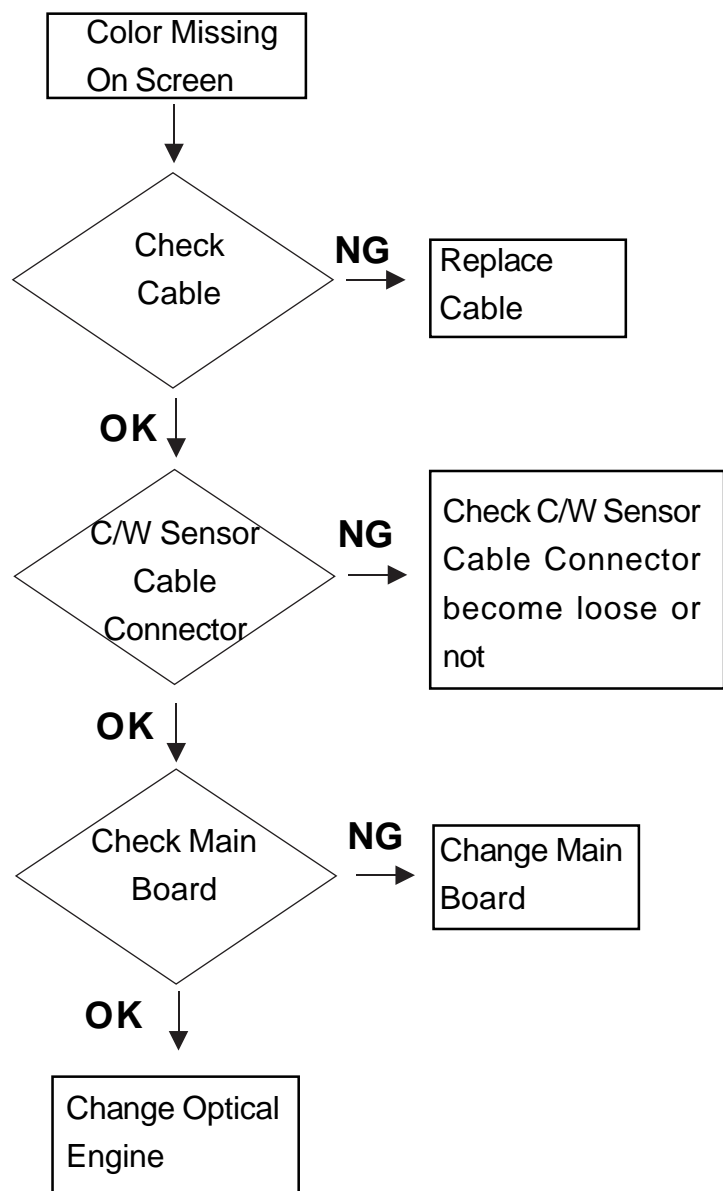 Color Missing
On Screen
Check
Cable
NG
Replace
Cable
OK
C/W Sensor
Cable
Connector
NG
Check C/W Sensor
Cable Connector
become loose or
not
OK
Check Main
Board
NG
Change Main
Board
OK
Change Optical
Engine